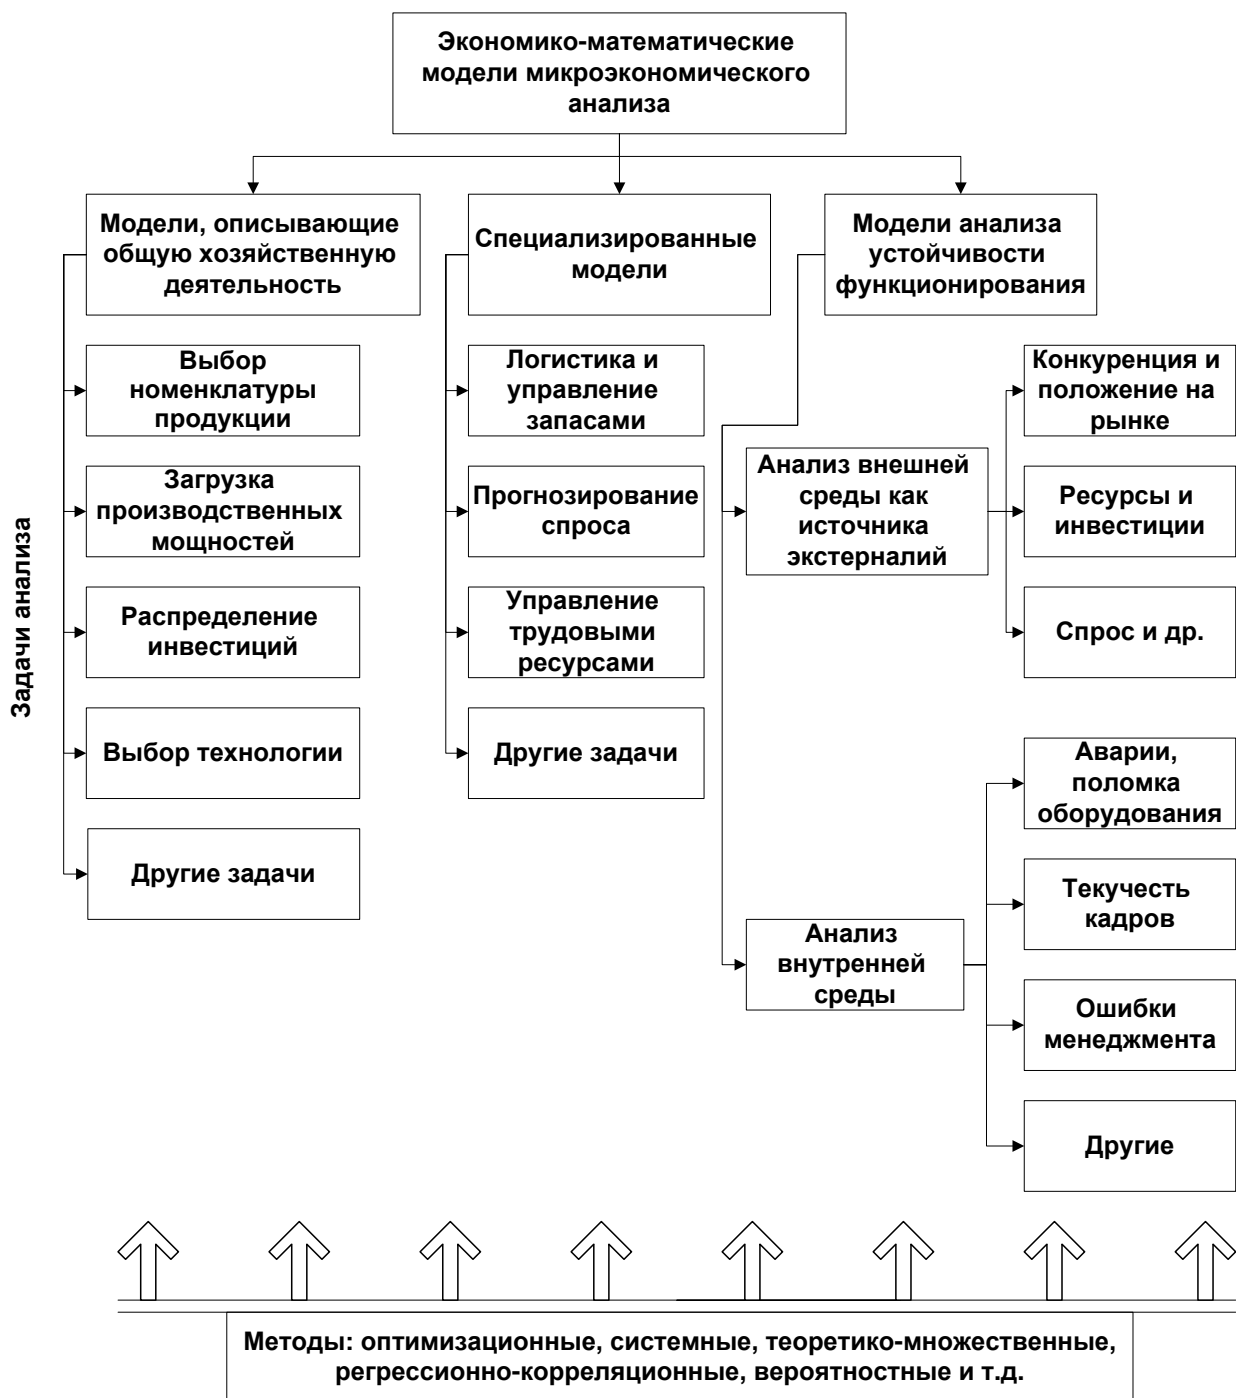 Экономико-математические
модели микроэкономического
анализа
Модели, описывающие
общую хозяйственную
деятельность
Специализированные
модели
Модели анализа
устойчивости
функционирования
Задачи анализа
Выбор
номенклатуры
продукции
Загрузка
производственных
мощностей
Распределение
инвестиций
Выбор технологии
Другие задачи
Логистика и
управление
запасами
Прогнозирование
спроса
Управление
трудовыми
ресурсами
Другие задачи
Анализ внешней
среды как
источника
экстерналий
Конкуренция и
положение на
рынке
Ресурсы и
инвестиции
Спрос и др.
Анализ
внутренней
среды
Аварии,
поломка
оборудования
Текучесть
кадров
Ошибки
менеджмента
Другие
Методы: оптимизационные, системные, теоретико-множественные,
регрессионно-корреляционные, вероятностные и т.д.